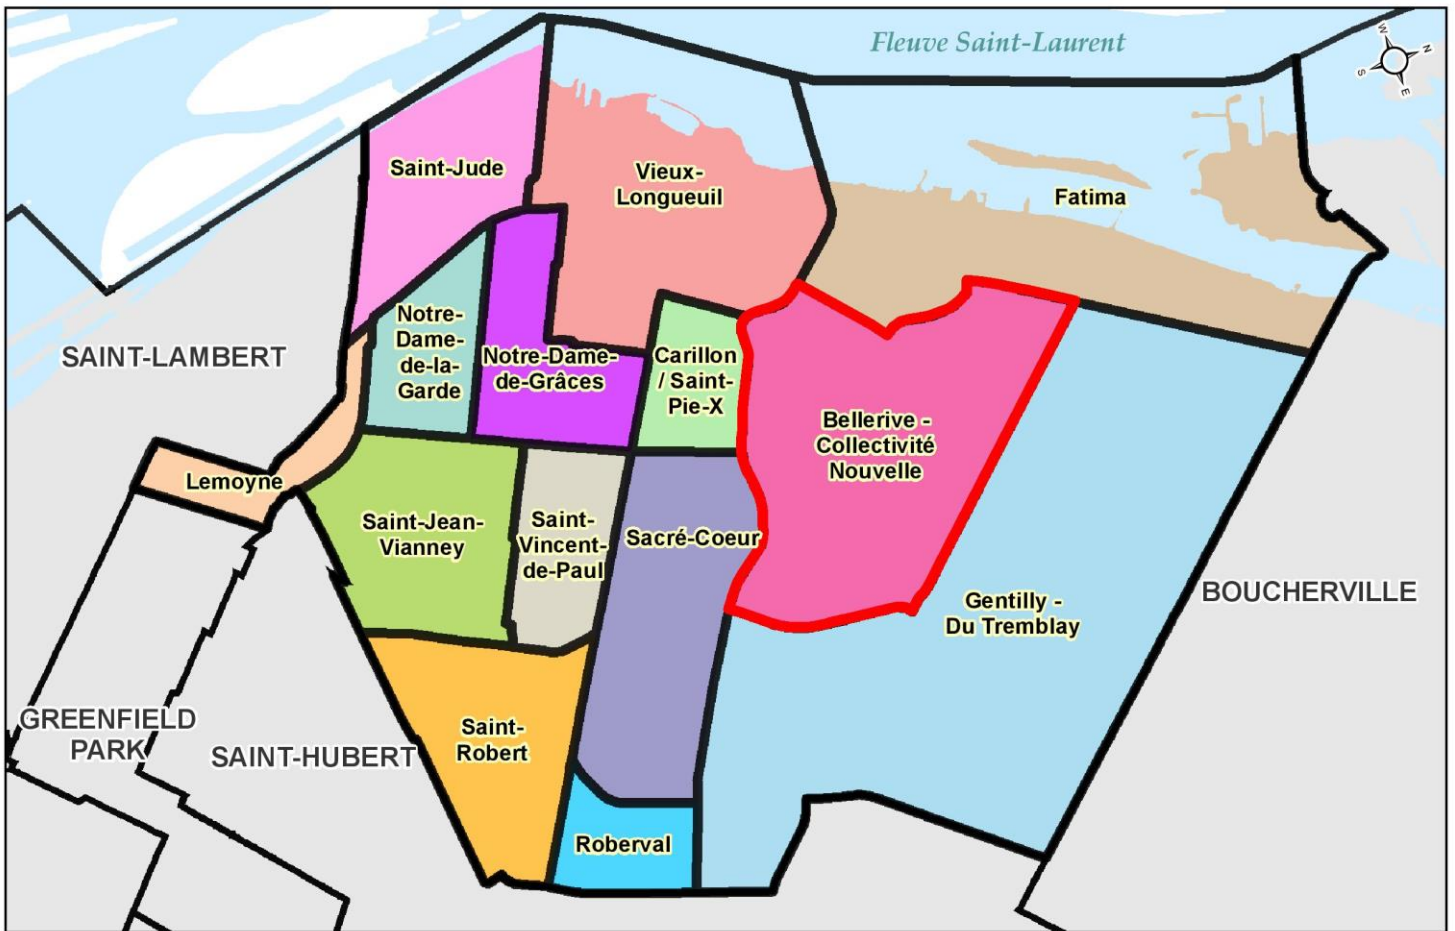 Fleuve Saint-Laurent
W
N
S
E
Saint-Jude
Vieux-
Longueuil
Fatima
Notre-
Dame-
de-la-
Garde
Notre-Dame-
de-Grâces
Carillon
/ Saint-
Pie-X
SAINT-LAMBERT
Bellerive -
Collectivité
Nouvelle
Lemoyne
Saint-Jean-
Vianney
Saint-
Vincent-
de-Paul
Sacré-Coeur
Gentilly -
Du Tremblay
BOUCHERVILLE
GREENFIELD
PARK
SAINT-HUBERT
Saint-
Robert
Roberval